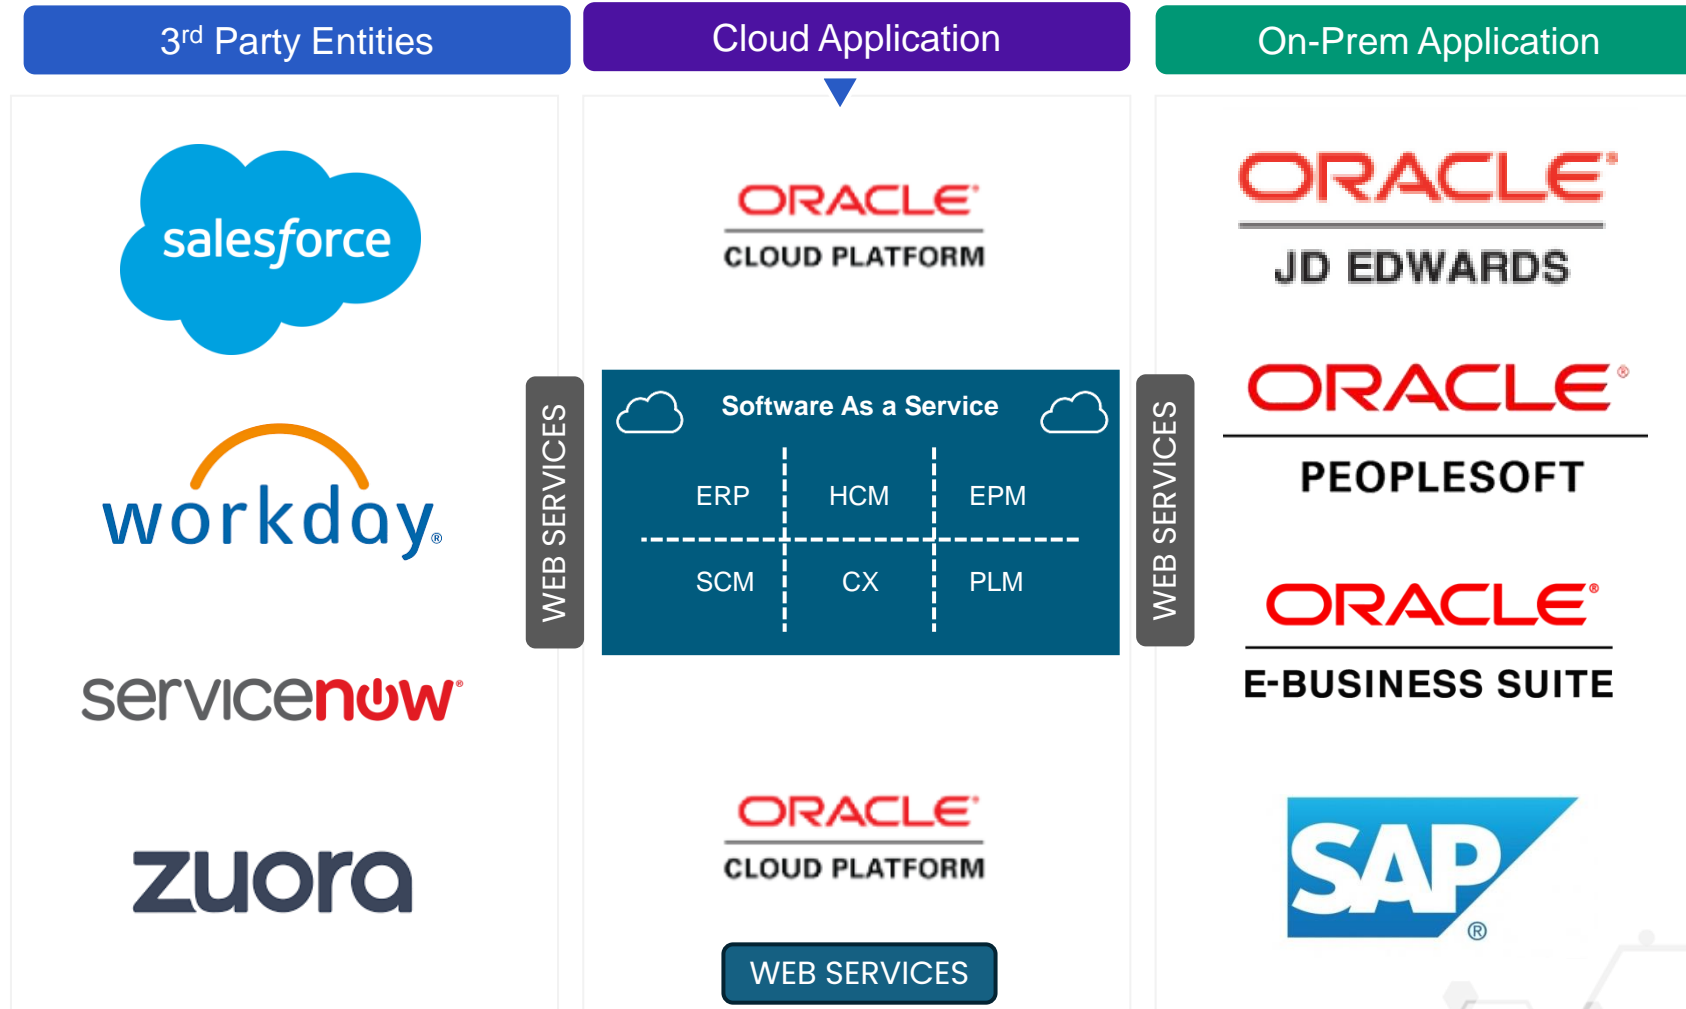 3rd Party Entities
Cloud Application
On-Prem Application
salesforce
workday®
servicenow®
zuora
WEB SERVICES
ORACLE®
CLOUD PLATFORM
Software As a Service
ERP HCM EPM
SCM CX PLM
ORACLE®
CLOUD PLATFORM
WEB SERVICES
WEB SERVICES
ORACLE®
JD EDWARDS
ORACLE®
PEOPLESOFT
ORACLE®
E-BUSINESS SUITE
SAP®